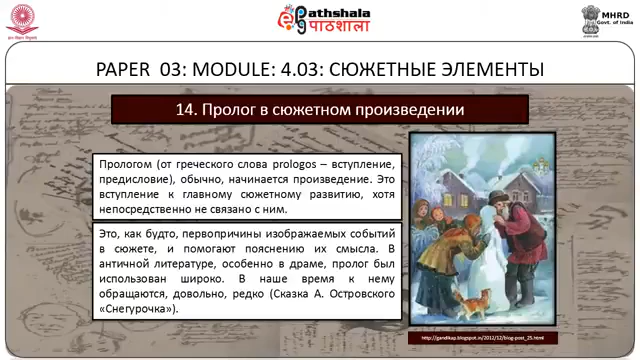 Pathshala
पाठशाला
MHRD
Govt. of India
PAPER 03: MODULE: 4.03: СЮЖЕТНЫЕ ЭЛЕМЕНТЫ
14. Пролог в сюжетном произведении
Прологом (от греческого слова prologos – вступление,
предисловие), обычно, начинается произведение. Это
вступление к главному сюжетному развитию, хотя
непосредственно не связано с ним.
Это, как будто, первопричины изображаемых событий
в сюжете, и помогают пояснению их смысла. В
античной литературе, особенно в драме, пролог был
использован широко. В наше время к нему
обращаются, довольно, редко (Сказка А. Островского
«Снегурочка»).
http://gandikap.blogspot.in/2012/12/blog-post_25.html